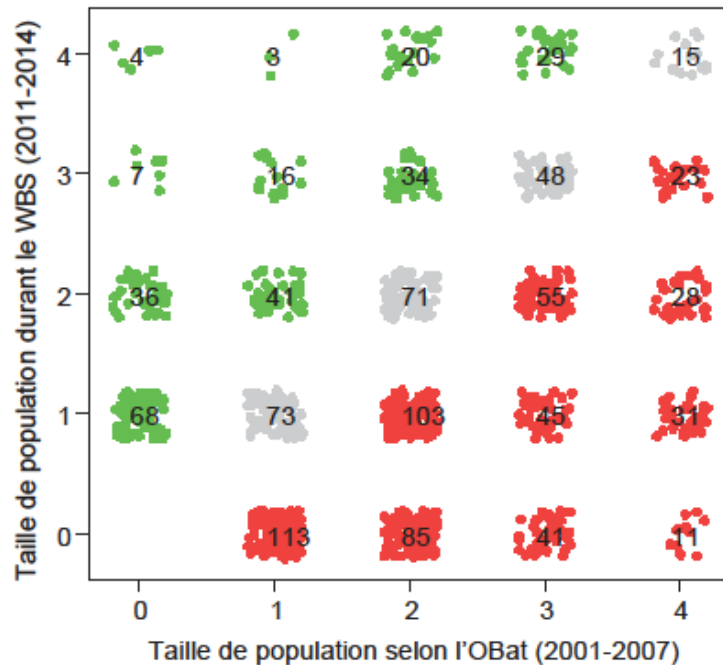 Taille de population durant le WBS (2011-2014)
4 4 3 20 29 15
3 7 16 34 48 23
2 36 41 71 55 28
1 68 73 103 45 31
0 113 85 41 11
0 1 2 3 4
Taille de population selon l'OBat (2001-2007)